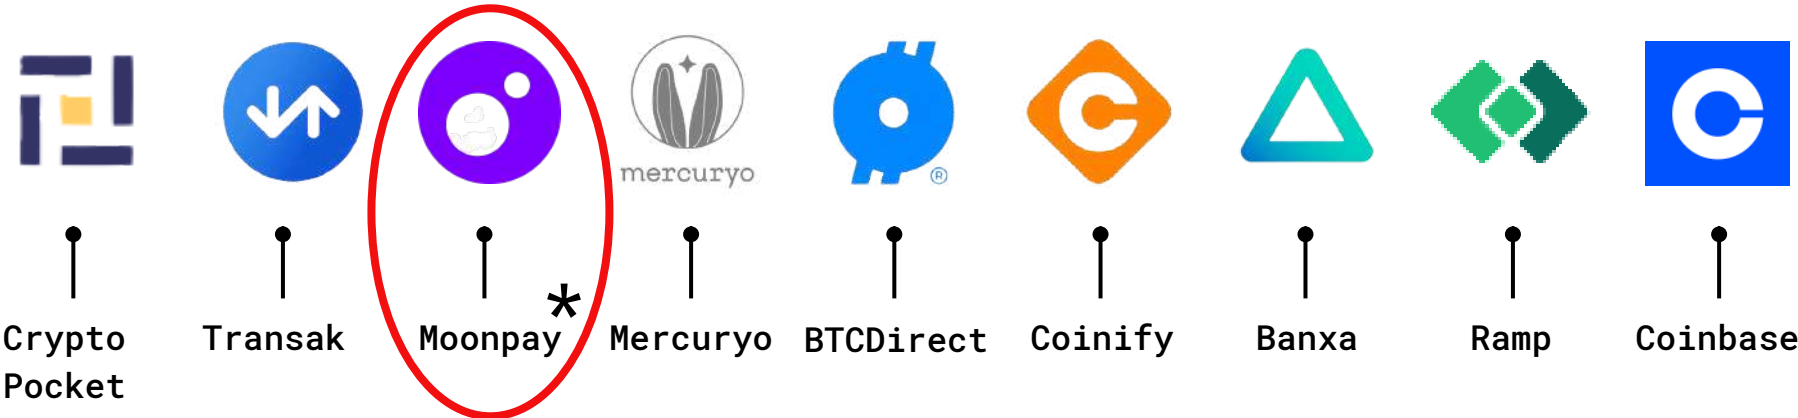 mercuryo
®
*
Crypto
Pocket
Transak
Moonpay
Mercuryo
BTCDirect
Coinify
Banxa
Ramp
Coinbase